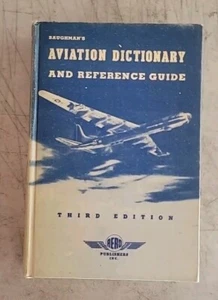 BAUGHMAN'S
AVIATION DICTIONARY
AND REFERENCE GUIDE
THIRD EDITION
AERO
PUBLISHERS
INC.